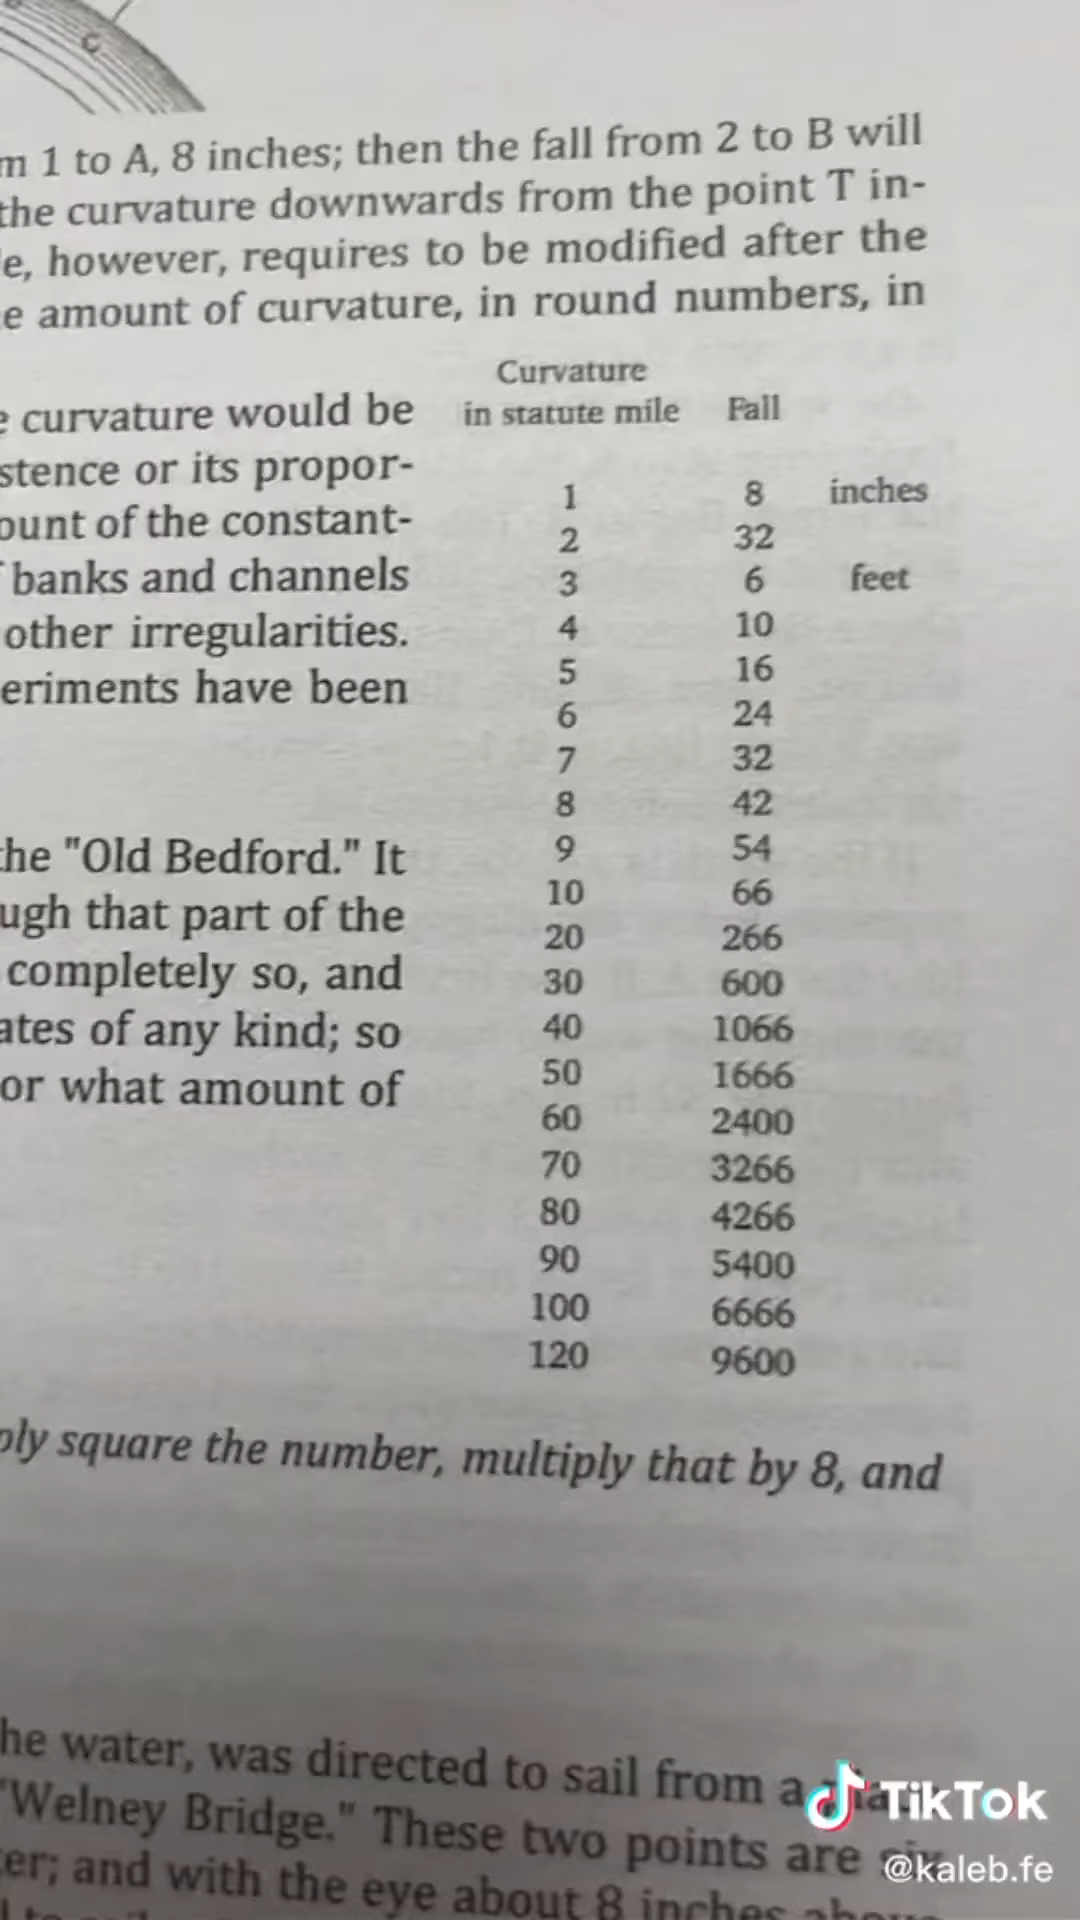 C
m 1 to A, 8 inches; then the fall from 2 to B will
the curvature downwards from the point T in-
e, however, requires to be modified after the
e amount of curvature, in round numbers, in
e curvature would be
stence or its propor-
ount of the constant-
banks and channels
other irregularities.
eriments have been
the "Old Bedford." It
ugh that part of the
completely so, and
ates of any kind; so
or what amount of
Curvature
in statute mile Fall
1 8 inches
2 32
3 6 feet
4 10
5 16
6 24
7 32
8 42
9 54
10 66
20 266
30 600
40 1066
50 1666
60 2400
70 3266
80 4266
90 5400
100 6666
120 9600
ply square the number, multiply that by 8, and
he water, was directed to sail from a
"Welney Bridge." These two points are six
er; and with the eye about 8 inches above
to sail
TikTok
@kaleb.fe